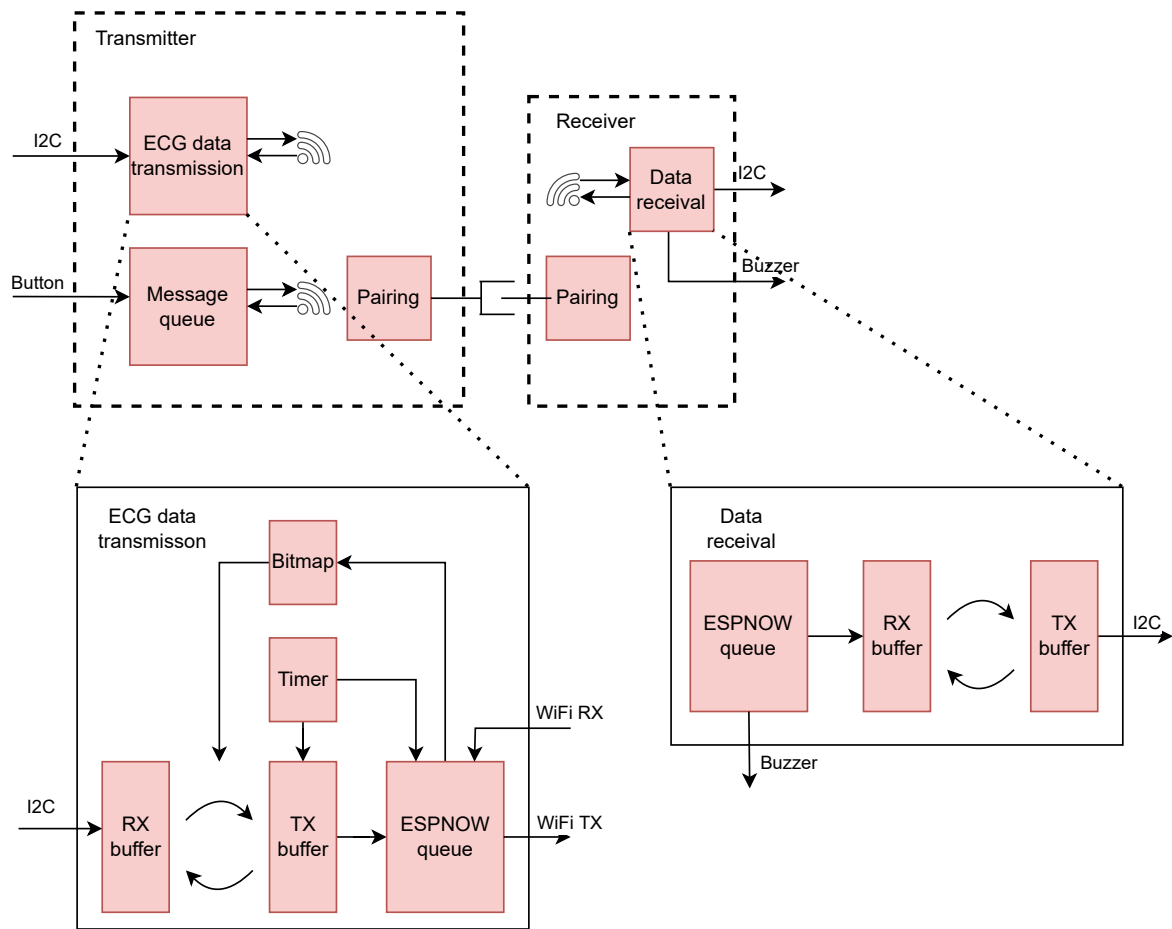 Transmitter
I2C
ECG data
transmission
Button
Message
queue
Pairing
Receiver
Data
receival
I2C
Buzzer
Pairing
ECG data
transmisson
Bitmap
Timer
WiFi RX
I2C
RX
buffer
TX
buffer
ESPNOW
queue
WiFi TX
Data
receival
ESPNOW
queue
RX
buffer
TX
buffer
I2C
Buzzer